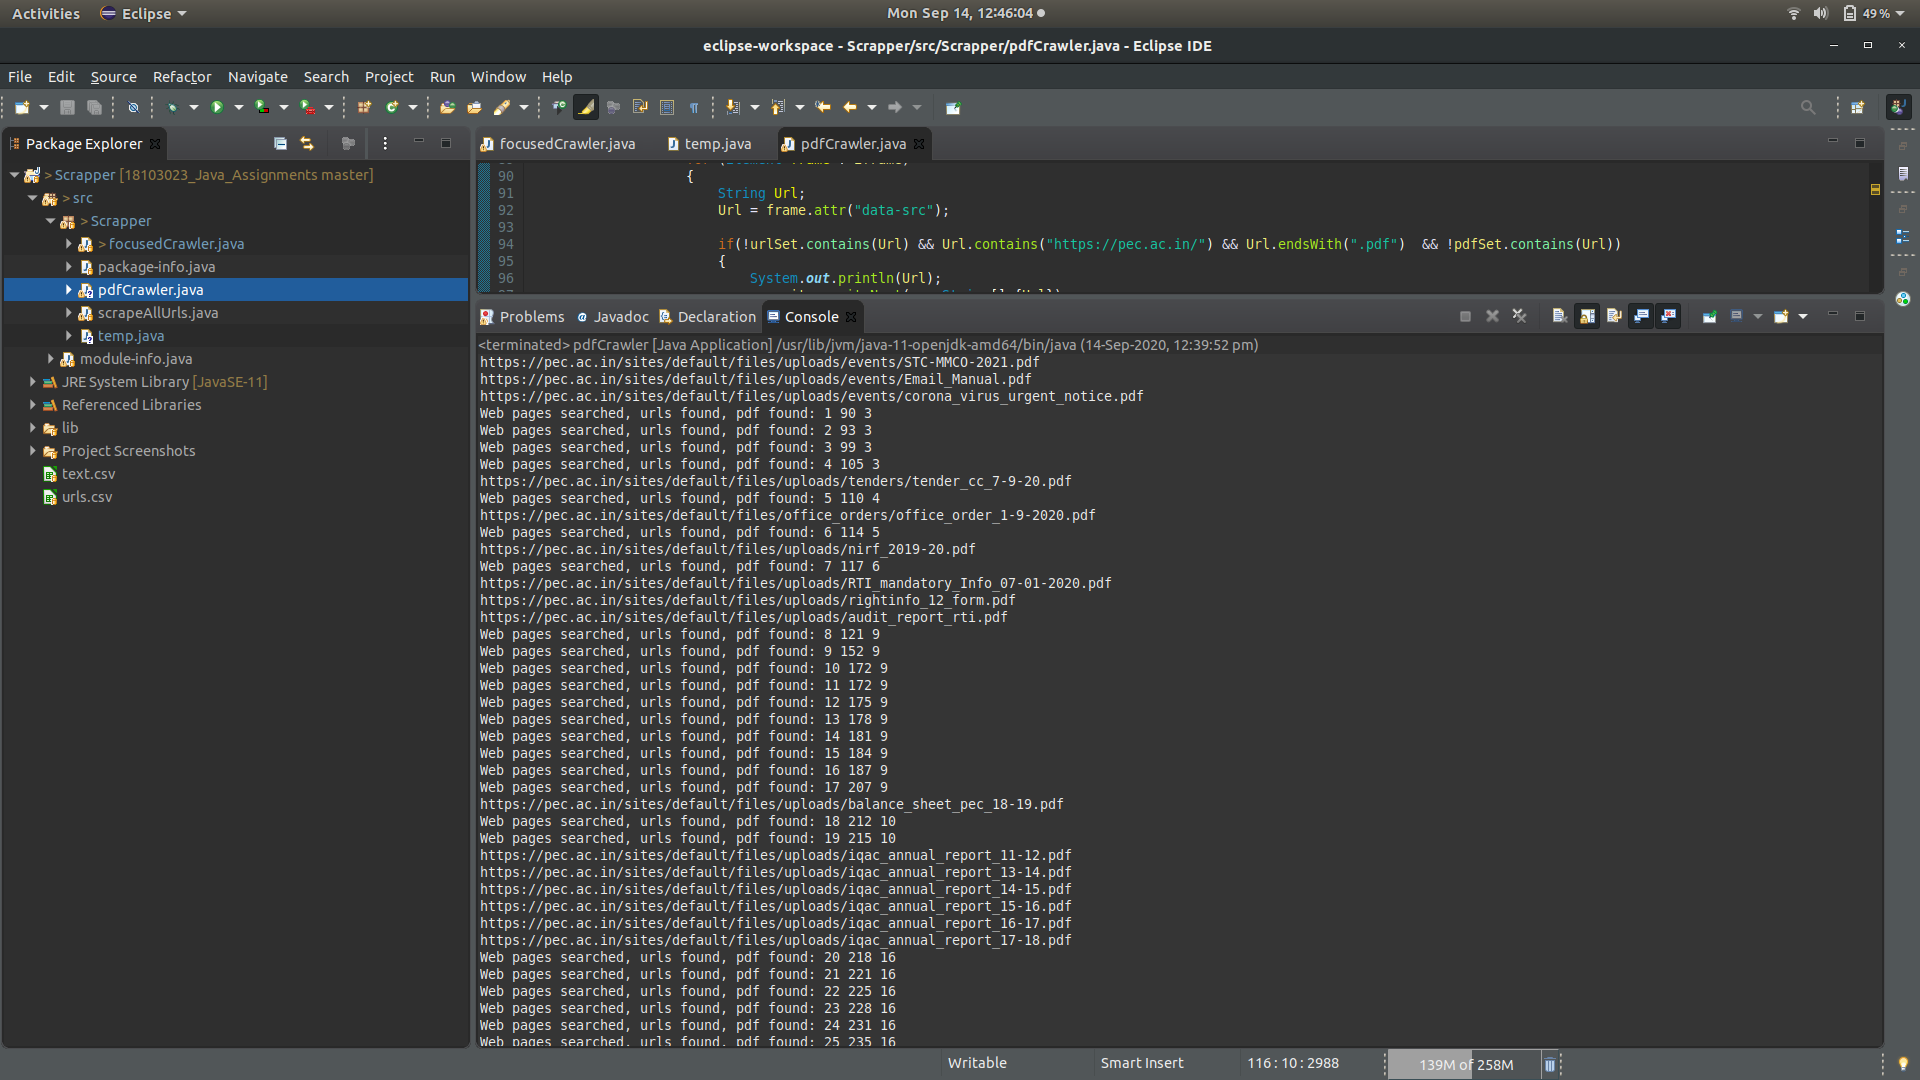 Activities Eclipse Mon Sep 14, 12:46:04 49 %
eclipse-workspace - Scrapper/src/Scrapper/pdfCrawler.java - Eclipse IDE
File Edit Source Refactor Navigate Search Project Run Window Help
Package Explorer
> Scrapper [18103023_Java_Assignments master]
> src
> Scrapper
> focusedCrawler.java
package-info.java
pdfCrawler.java
scrapeAllUrls.java
temp.java
module-info.java
JRE System Library [JavaSE-11]
Referenced Libraries
lib
Project Screenshots
text.csv
urls.csv
focusedCrawler.java temp.java pdfCrawler.java
90 {
91 String Url;
92 Url = frame.attr("data-src");
93
94 if(!urlSet.contains(Url) && Url.contains("https://pec.ac.in/") && Url.endsWith(".pdf") && !pdfSet.contains(Url))
95 {
96 System.out.println(Url);
Problems Javadoc Declaration Console
<terminated> pdfCrawler [Java Application] /usr/lib/jvm/java-11-openjdk-amd64/bin/java (14-Sep-2020, 12:39:52 pm)
https://pec.ac.in/sites/default/files/uploads/events/STC-MMCO-2021.pdf
https://pec.ac.in/sites/default/files/uploads/events/Email_Manual.pdf
https://pec.ac.in/sites/default/files/uploads/events/corona_virus_urgent_notice.pdf
Web pages searched, urls found, pdf found: 1 90 3
Web pages searched, urls found, pdf found: 2 93 3
Web pages searched, urls found, pdf found: 3 99 3
Web pages searched, urls found, pdf found: 4 105 3
https://pec.ac.in/sites/default/files/uploads/tenders/tender_cc_7-9-20.pdf
Web pages searched, urls found, pdf found: 5 110 4
https://pec.ac.in/sites/default/files/uploads/office_orders/office_order_1-9-2020.pdf
Web pages searched, urls found, pdf found: 6 114 5
https://pec.ac.in/sites/default/files/uploads/nirf_2019-20.pdf
Web pages searched, urls found, pdf found: 7 117 6
https://pec.ac.in/sites/default/files/uploads/RTI_mandatory_Info_07-01-2020.pdf
https://pec.ac.in/sites/default/files/uploads/rightinfo_12_form.pdf
https://pec.ac.in/sites/default/files/uploads/audit_report_rti.pdf
Web pages searched, urls found, pdf found: 8 121 9
Web pages searched, urls found, pdf found: 9 152 9
Web pages searched, urls found, pdf found: 10 172 9
Web pages searched, urls found, pdf found: 11 172 9
Web pages searched, urls found, pdf found: 12 175 9
Web pages searched, urls found, pdf found: 13 178 9
Web pages searched, urls found, pdf found: 14 181 9
Web pages searched, urls found, pdf found: 15 184 9
Web pages searched, urls found, pdf found: 16 187 9
Web pages searched, urls found, pdf found: 17 207 9
https://pec.ac.in/sites/default/files/uploads/balance_sheet_pec_18-19.pdf
Web pages searched, urls found, pdf found: 18 212 10
Web pages searched, urls found, pdf found: 19 215 10
https://pec.ac.in/sites/default/files/uploads/iqac_annual_report_11-12.pdf
https://pec.ac.in/sites/default/files/uploads/iqac_annual_report_13-14.pdf
https://pec.ac.in/sites/default/files/uploads/iqac_annual_report_14-15.pdf
https://pec.ac.in/sites/default/files/uploads/iqac_annual_report_15-16.pdf
https://pec.ac.in/sites/default/files/uploads/iqac_annual_report_16-17.pdf
https://pec.ac.in/sites/default/files/uploads/iqac_annual_report_17-18.pdf
Web pages searched, urls found, pdf found: 20 218 16
Web pages searched, urls found, pdf found: 21 221 16
Web pages searched, urls found, pdf found: 22 225 16
Web pages searched, urls found, pdf found: 23 228 16
Web pages searched, urls found, pdf found: 24 231 16
Web pages searched, urls found, pdf found: 25 235 16
Writable Smart Insert 116 : 10 : 2988 139M of 258M